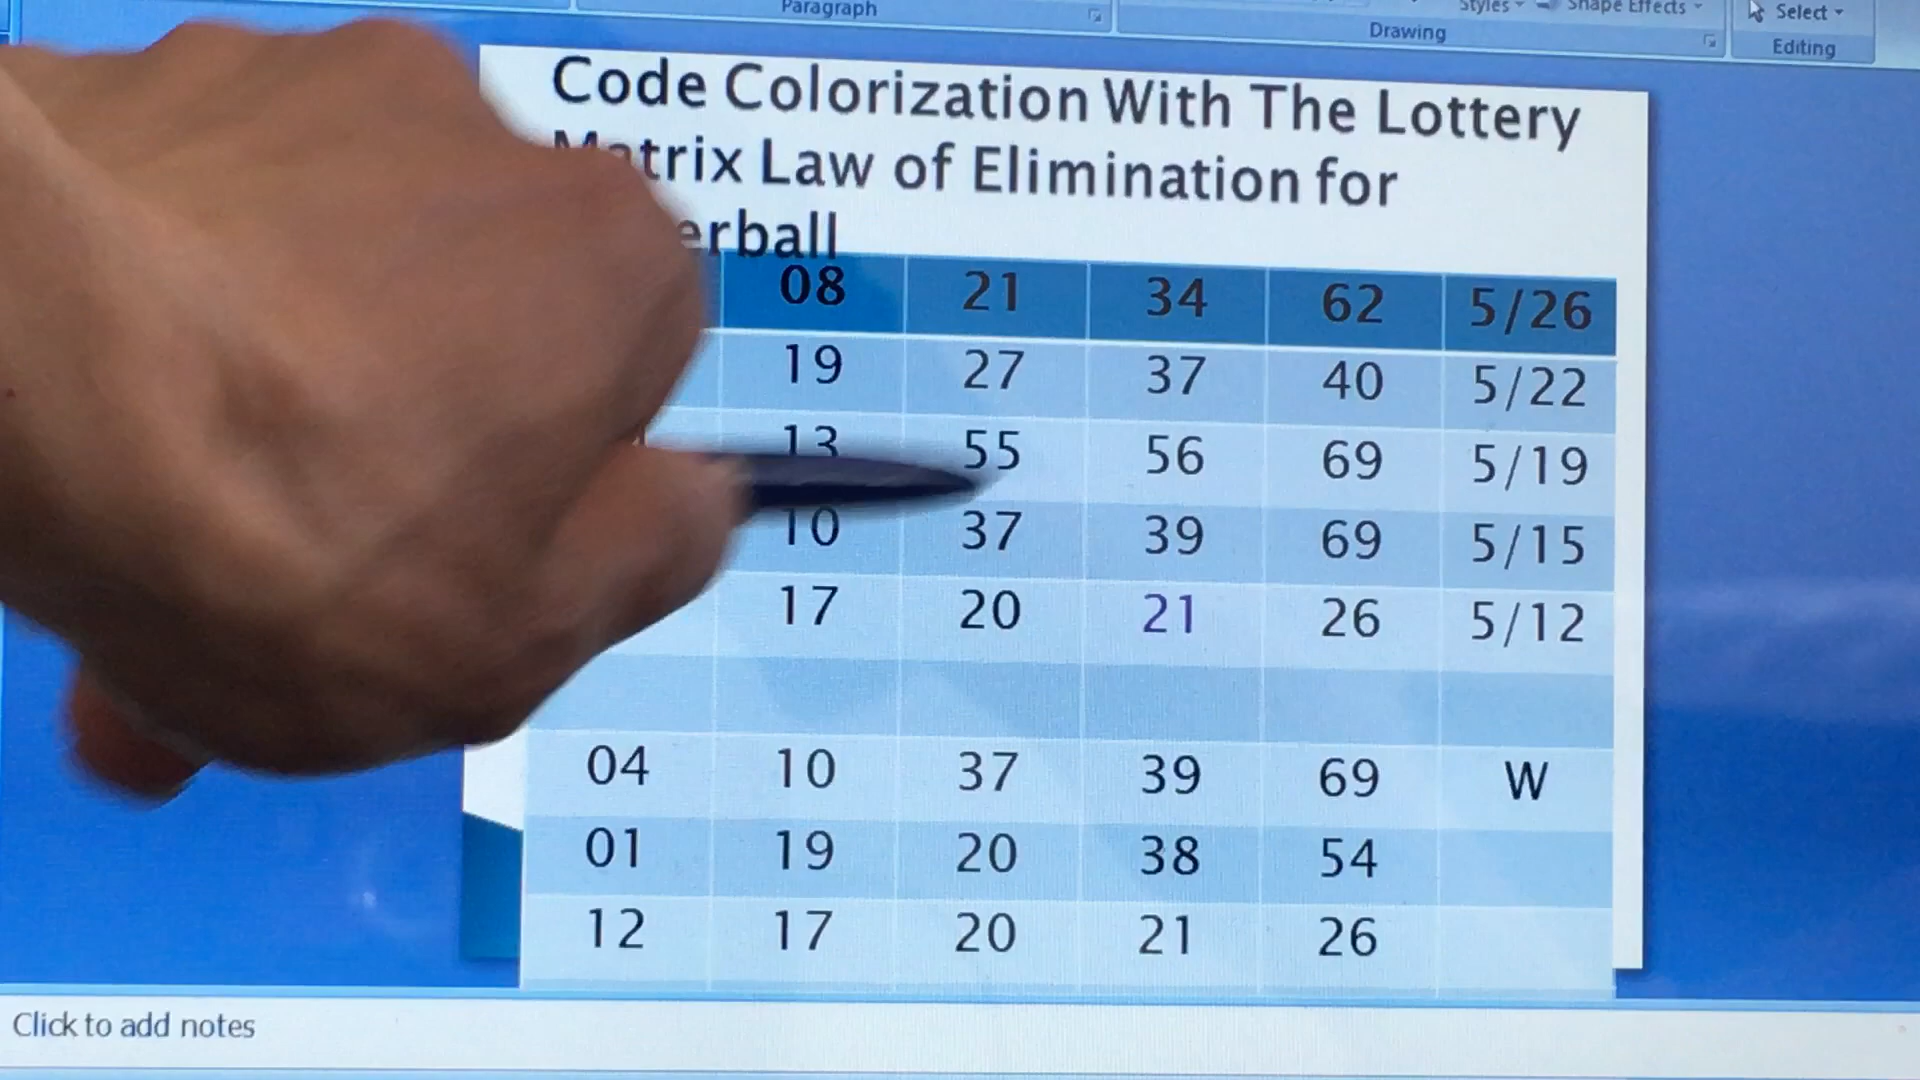 Paragraph
Styles
Shape Effects
Select
Drawing
Editing
Code Colorization With The Lottery
Law of Elimination for
08 21 34 62 5/26
19 27 37 40 5/22
13 55 56 69 5/19
10 37 39 69 5/15
17 20 21 26 5/12
04 10 37 39 69 W
01 19 20 38 54
12 17 20 21 26
Click to add notes